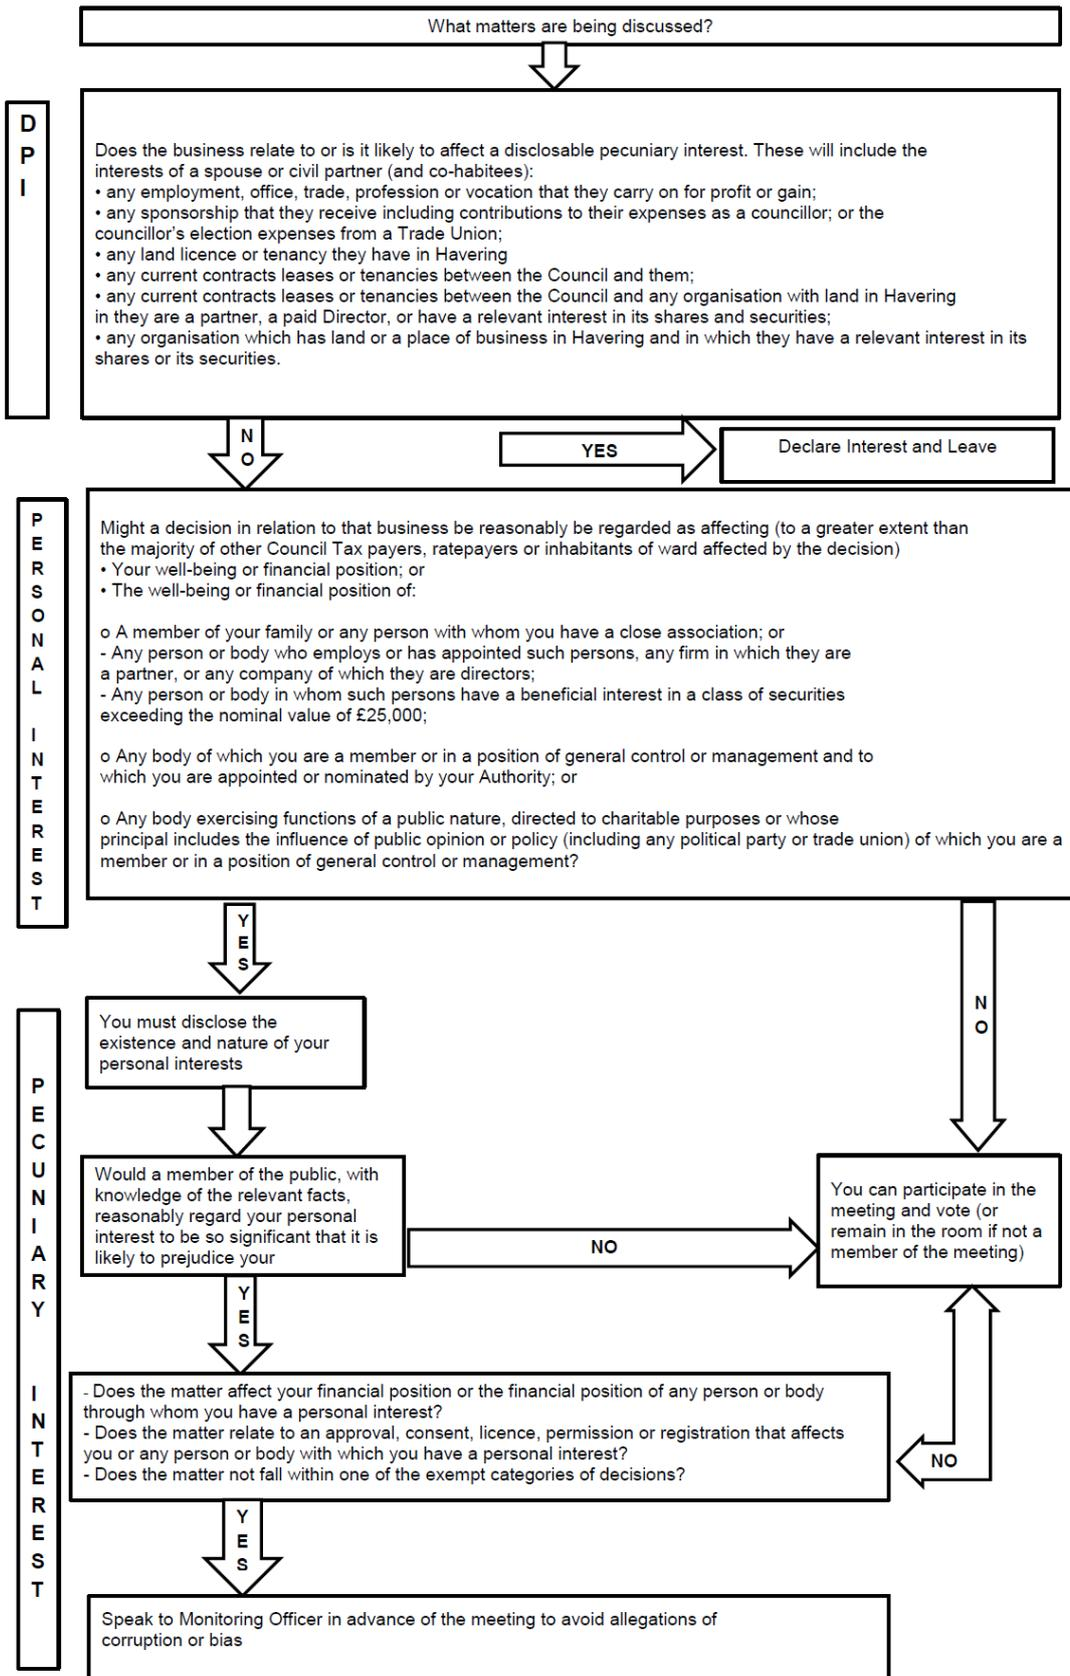 What matters are being discussed?
D
P
I
Does the business relate to or is it likely to affect a disclosable pecuniary interest. These will include the
interests of a spouse or civil partner (and co-habitees):
• any employment, office, trade, profession or vocation that they carry on for profit or gain;
• any sponsorship that they receive including contributions to their expenses as a councillor; or the
councillor's election expenses from a Trade Union;
• any land licence or tenancy they have in Havering
• any current contracts leases or tenancies between the Council and them;
• any current contracts leases or tenancies between the Council and any organisation with land in Havering
in they are a partner, a paid Director, or have a relevant interest in its shares and securities;
• any organisation which has land or a place of business in Havering and in which they have a relevant interest in its
shares or its securities.
N
O
YES
Declare Interest and Leave
P
E
R
S
O
N
A
L
I
N
T
E
R
E
S
T
Might a decision in relation to that business be reasonably be regarded as affecting (to a greater extent than
the majority of other Council Tax payers, ratepayers or inhabitants of ward affected by the decision)
• Your well-being or financial position; or
• The well-being or financial position of:
o A member of your family or any person with whom you have a close association; or
- Any person or body who employs or has appointed such persons, any firm in which they are
a partner, or any company of which they are directors;
- Any person or body in whom such persons have a beneficial interest in a class of securities
exceeding the nominal value of £25,000;
o Any body of which you are a member or in a position of general control or management and to
which you are appointed or nominated by your Authority; or
o Any body exercising functions of a public nature, directed to charitable purposes or whose
principal includes the influence of public opinion or policy (including any political party or trade union) of which you are a
member or in a position of general control or management?
Y
E
S
N
O
P
E
C
U
N
I
A
R
Y
I
N
T
E
R
E
S
T
You must disclose the
existence and nature of your
personal interests
Would a member of the public, with
knowledge of the relevant facts,
reasonably regard your personal
interest to be so significant that it is
likely to prejudice your
NO
You can participate in the
meeting and vote (or
remain in the room if not a
member of the meeting)
Y
E
S
- Does the matter affect your financial position or the financial position of any person or body
through whom you have a personal interest?
- Does the matter relate to an approval, consent, licence, permission or registration that affects
you or any person or body with which you have a personal interest?
- Does the matter not fall within one of the exempt categories of decisions?
NO
Y
E
S
Speak to Monitoring Officer in advance of the meeting to avoid allegations of
corruption or bias